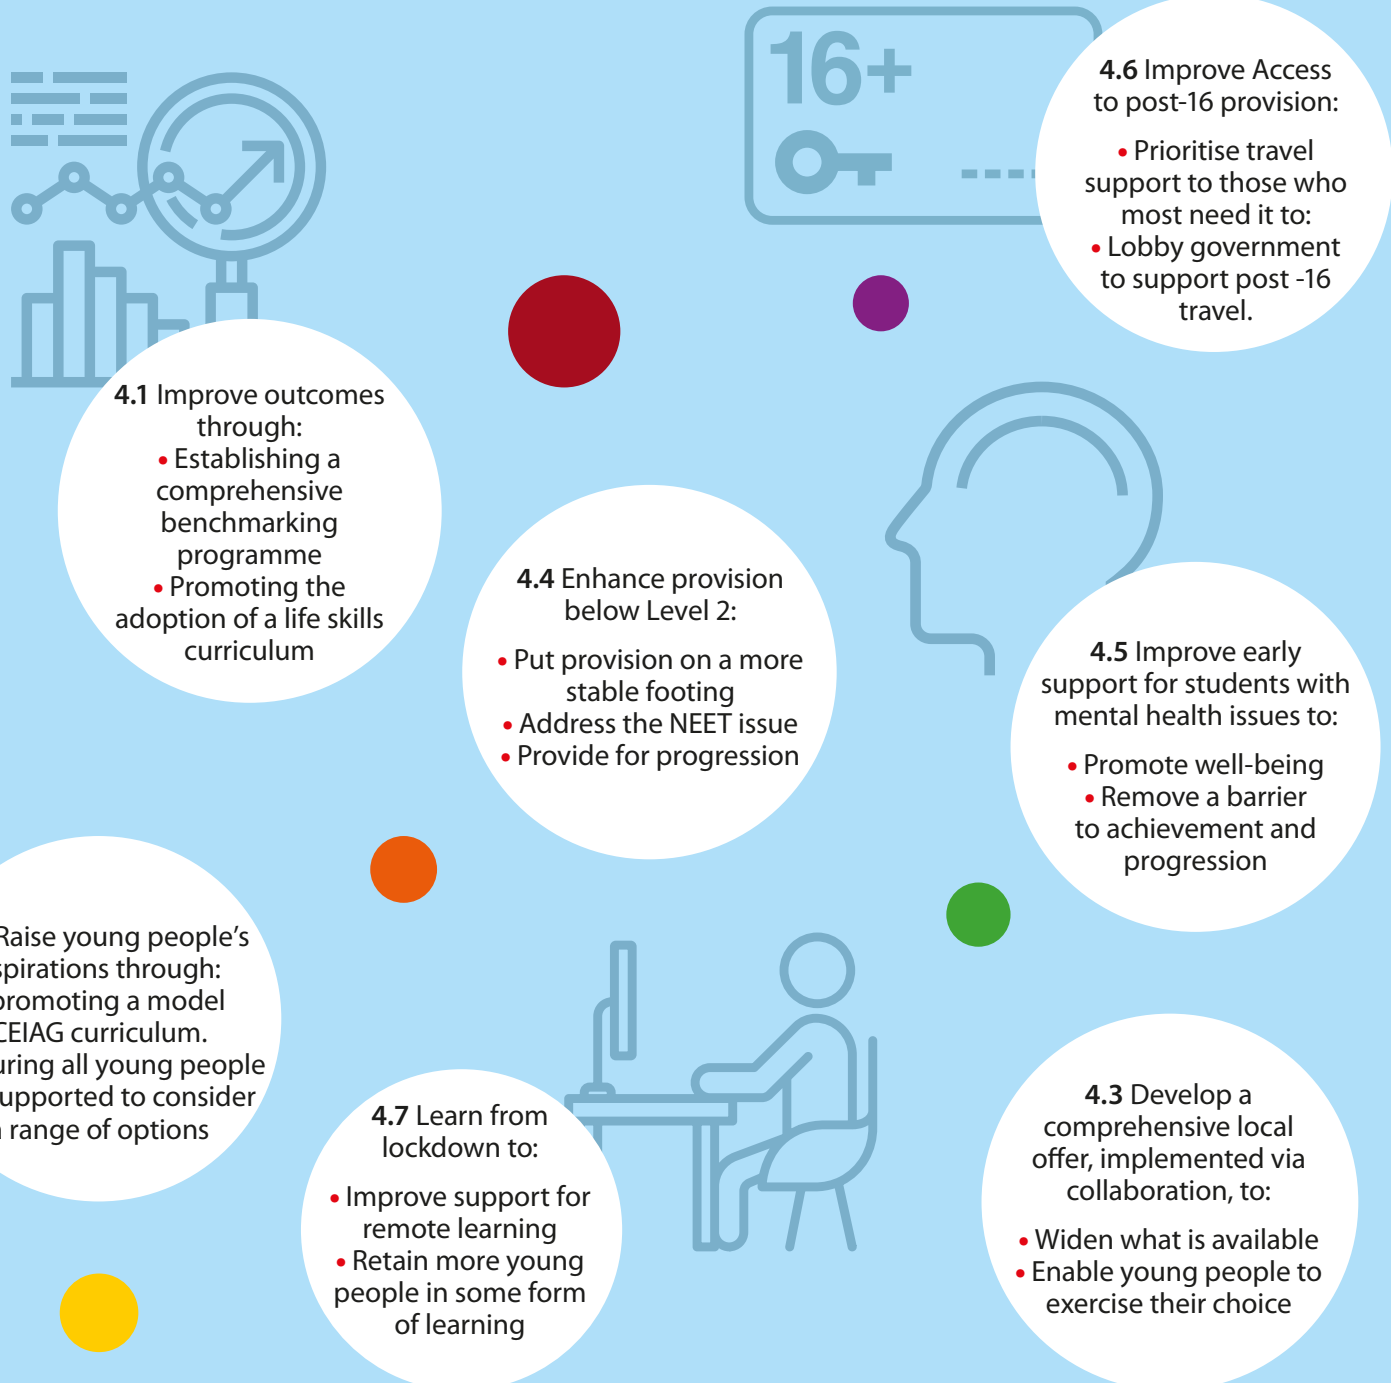 16+
4.6 Improve Access
to post-16 provision:
• Prioritise travel
support to those who
most need it to:
• Lobby government
to support post -16
travel.
4.1 Improve outcomes
through:
• Establishing a
comprehensive
benchmarking
programme
• Promoting the
adoption of a life skills
curriculum
4.4 Enhance provision
below Level 2:
• Put provision on a more
stable footing
• Address the NEET issue
• Provide for progression
4.5 Improve early
support for students with
mental health issues to:
• Promote well-being
• Remove a barrier
to achievement and
progression
Raise young people’s
spirations through:
promoting a model
CEIAG curriculum.
uring all young people
upported to consider
a range of options
4.7 Learn from
lockdown to:
• Improve support for
remote learning
• Retain more young
people in some form
of learning
4.3 Develop a
comprehensive local
offer, implemented via
collaboration, to:
• Widen what is available
• Enable young people to
exercise their choice